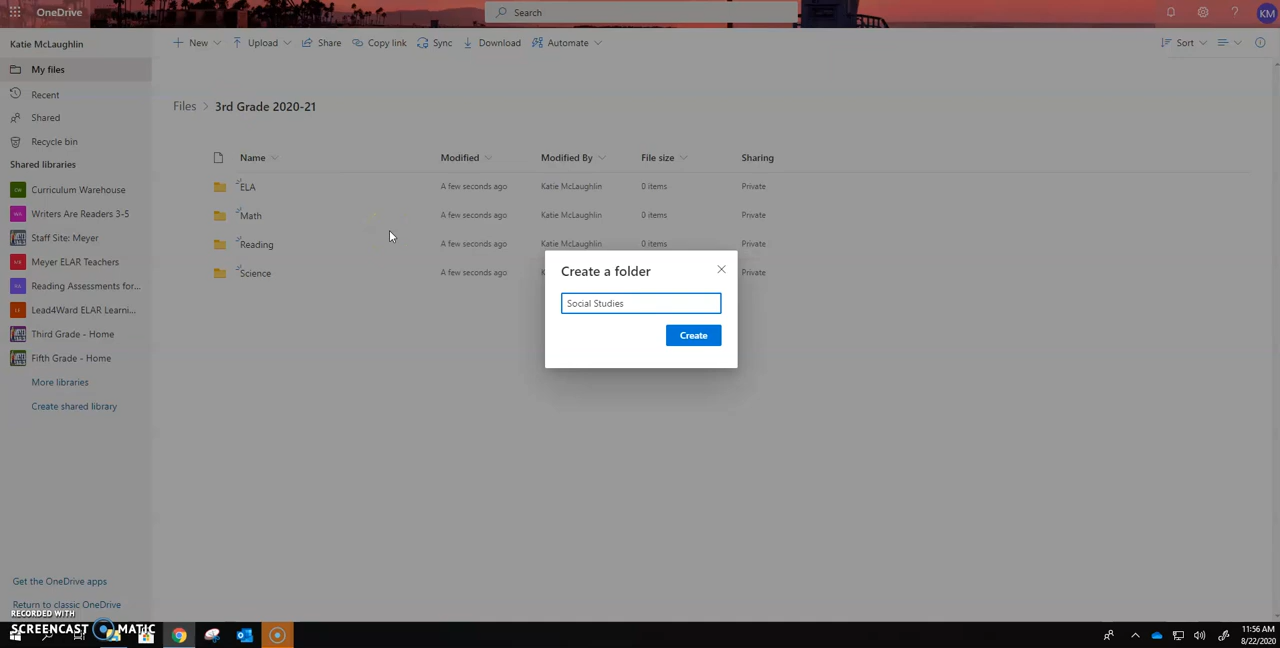 OneDrive
Search
KM
Katie McLaughlin
New
Upload
Share
Copy link
Sync
Download
Automate
Sort
My files
Recent
Shared
Recycle bin
Shared libraries
CW Curriculum Warehouse
WA Writers Are Readers 3-5
Staff Site: Meyer
Meyer ELAR Teachers
Reading Assessments for...
Lead4Ward ELAR Learni...
Third Grade - Home
Fifth Grade - Home
More libraries
Create shared library
Get the OneDrive apps
Return to classic OneDrive
Files > 3rd Grade 2020-21
Name Modified Modified By File size Sharing
ELA A few seconds ago Katie McLaughlin 0 items Private
Math A few seconds ago Katie McLaughlin 0 items Private
Reading A few seconds ago Katie McLaughlin 0 items Private
Science A few seconds ago Private
Create a folder
Social Studies
Create
RECORDED WITH
SCREENCAST MATIC
11:56 AM
8/22/2020